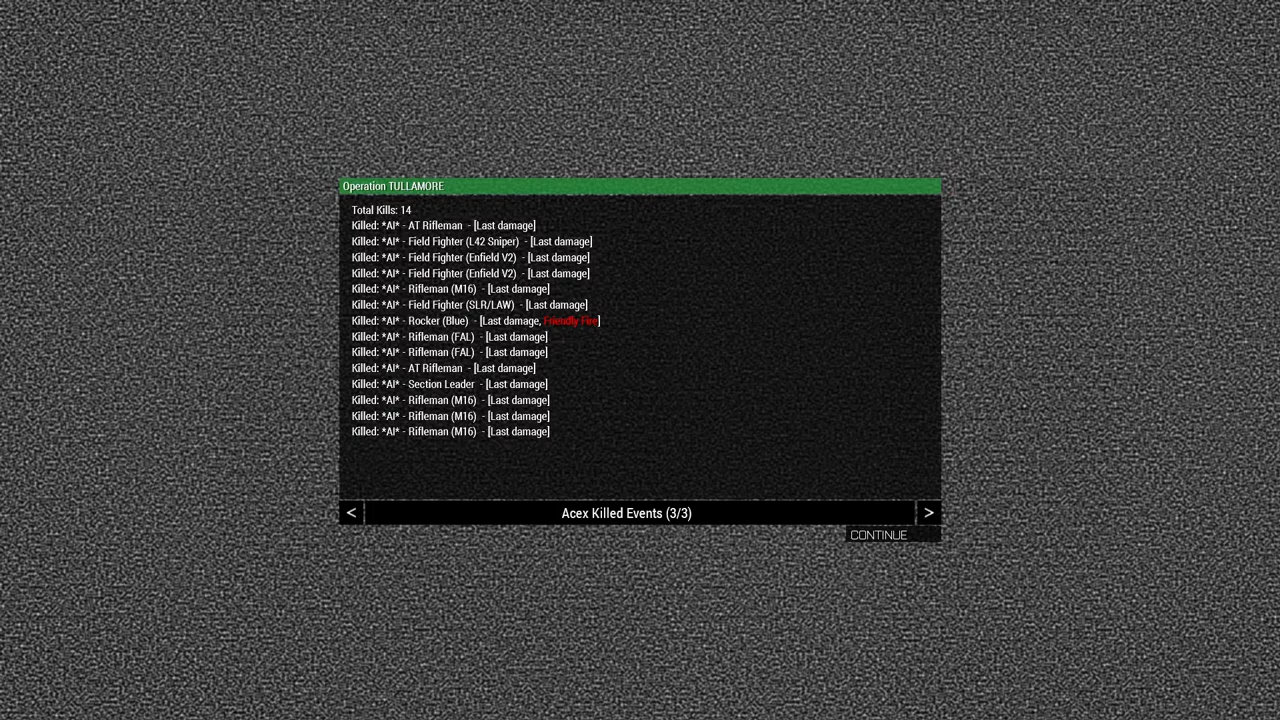 Operation TULLAMORE
Total Kills: 14
Killed: *AI* - AT Rifleman - [Last damage]
Killed: *AI* - Field Fighter (L42 Sniper) - [Last damage]
Killed: *AI* - Field Fighter (Enfield V2) - [Last damage]
Killed: *AI* - Field Fighter (Enfield V2) - [Last damage]
Killed: *AI* - Rifleman (M16) - [Last damage]
Killed: *AI* - Field Fighter (SLR/LAW) - [Last damage]
Killed: *AI* - Rocker (Blue) - [Last damage, Friendly Fire]
Killed: *AI* - Rifleman (FAL) - [Last damage]
Killed: *AI* - Rifleman (FAL) - [Last damage]
Killed: *AI* - AT Rifleman - [Last damage]
Killed: *AI* - Section Leader - [Last damage]
Killed: *AI* - Rifleman (M16) - [Last damage]
Killed: *AI* - Rifleman (M16) - [Last damage]
Killed: *AI* - Rifleman (M16) - [Last damage]
< Acex Killed Events (3/3) >
CONTINUE